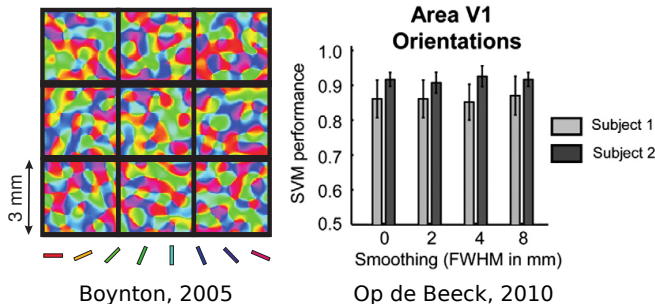 3 mm
Boynton, 2005
Area V1
Orientations
SVM performance
1.0
0.9
0.9
0.8
0.6
0.5
0 2 4 8
Smoothing (FWHM in mm)
Subject 1
Subject 2
Op de Beeck, 2010